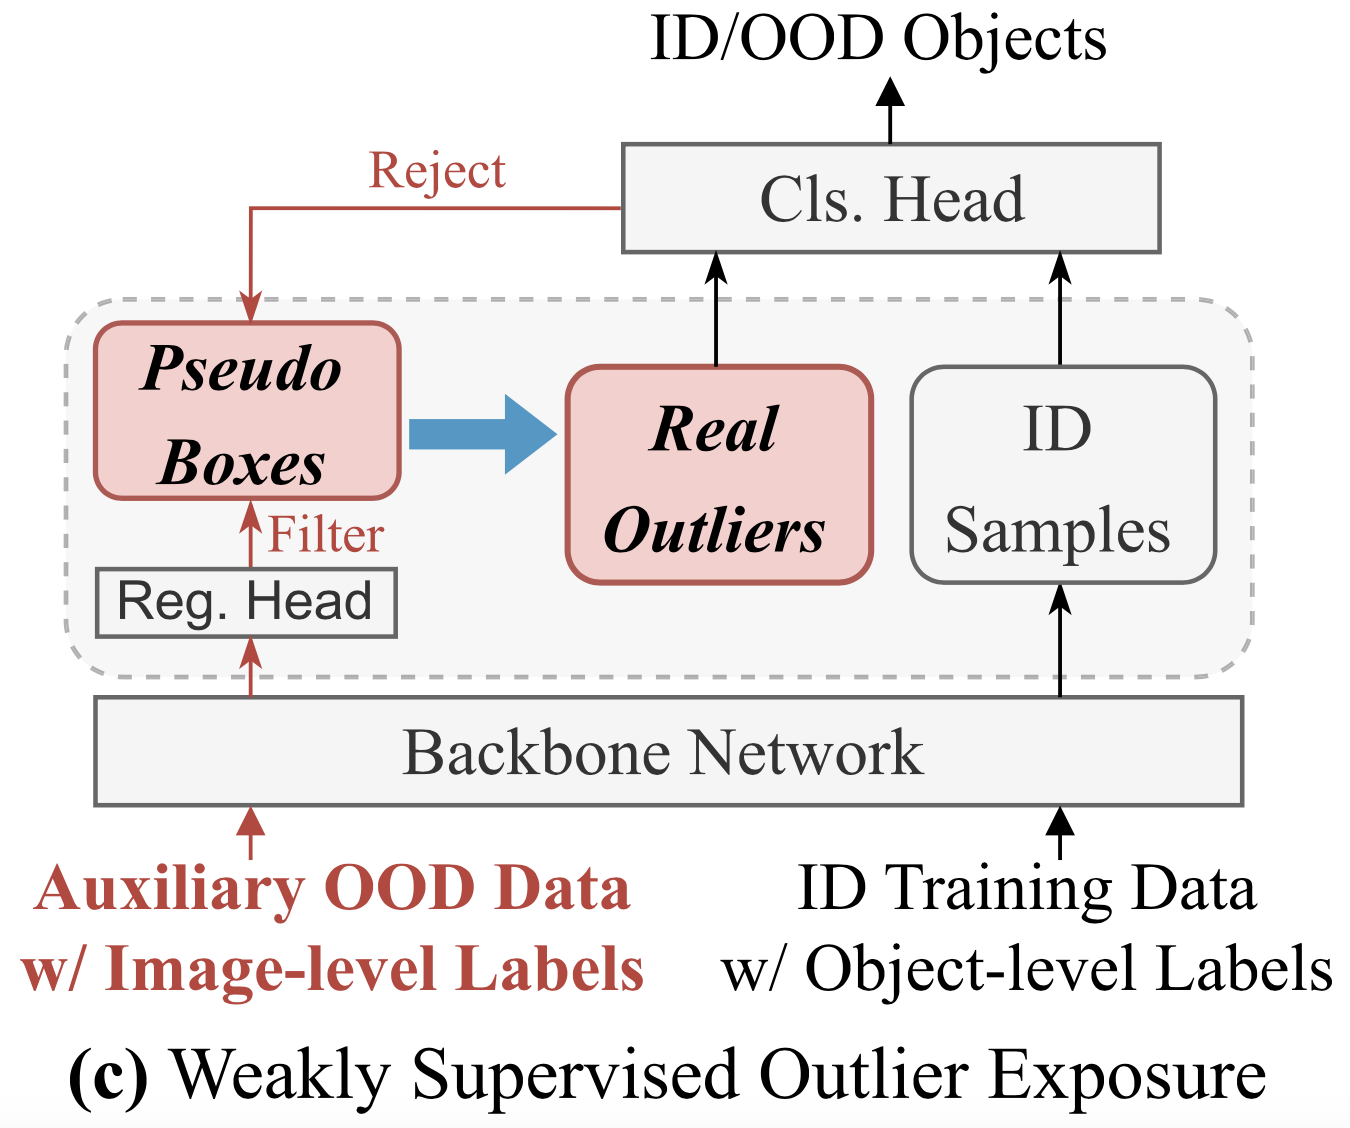 ID/OOD Objects
Reject
Cls. Head
Pseudo
Boxes
Real
Outliers
ID
Samples
Filter
Reg. Head
Backbone Network
Auxiliary OOD Data
w/ Image-level Labels
ID Training Data
w/ Object-level Labels
(c) Weakly Supervised Outlier Exposure